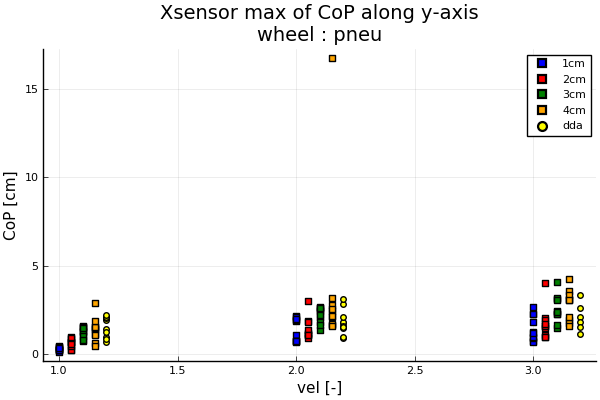 Xsensor max of CoP along y-axis
wheel : pneu
1cm
2cm
3cm
4cm
dda
CoP [cm]
15
10
5
0
1.0
1.5
2.0
2.5
3.0
vel [-]